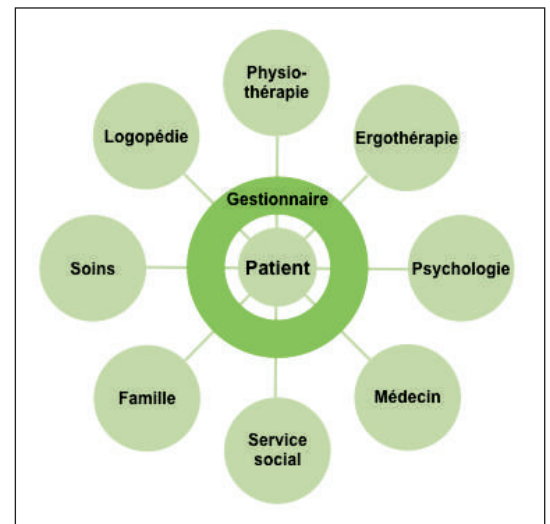 Physio-
thérapie
Logopédie
Ergothérapie
Gestionnaire
Soins
Patient
Psychologie
Famille
Médecin
Service
social